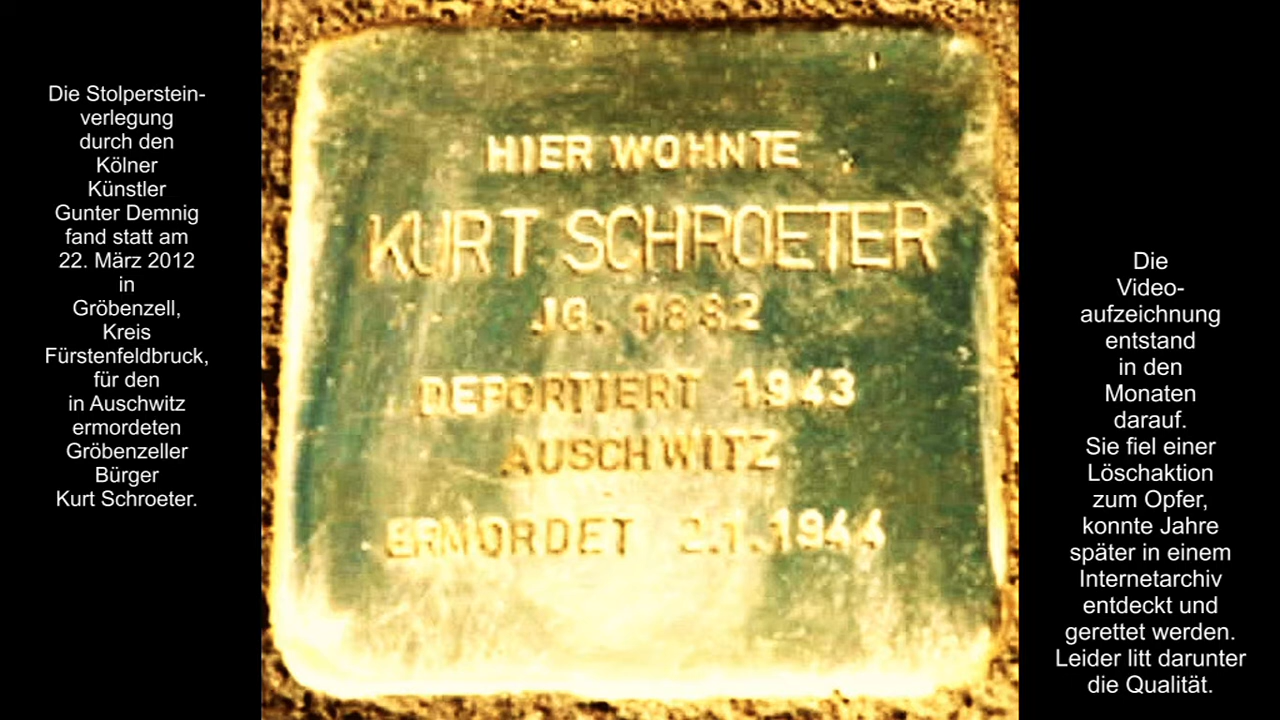 Die Stolperstein-
verlegung
durch den
Kölner
Künstler
Gunter Demnig
fand statt am
22. März 2012
in
Gröbenzell,
Kreis
Fürstenfeldbruck,
für den
in Auschwitz
ermordeten
Gröbenzeller
Bürger
Kurt Schroeter.
HIER WOHNTE
KURT SCHROETER
JG. 1882
DEPORTIERT 1943
AUSCHWITZ
ERMORDET 2.1.1944
Die
Video-
aufzeichnung
entstand
in den
Monaten
darauf.
Sie fiel einer
Löschaktion
zum Opfer,
konnte Jahre
später in einem
Internetarchiv
entdeckt und
gerettet werden.
Leider litt darunter
die Qualität.